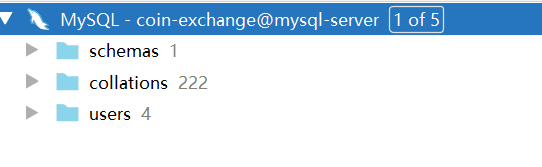 MySQL - coin-exchange@mysql-server 1 of 5
schemas 1
collations 222
users 4